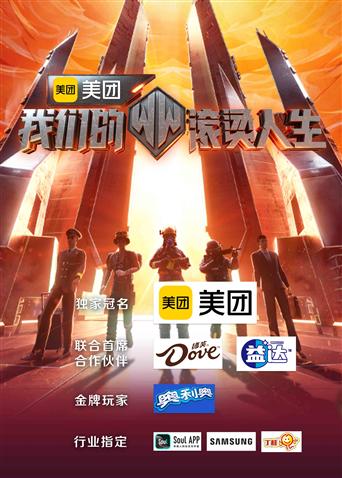 美团 美团
我们的滚烫人生
独家冠名 美团 美团
联合首席
合作伙伴 德芙 Dove 益达
金牌玩家 奥利奥
行业指定 Soul APP SAMSUNG 丁桂